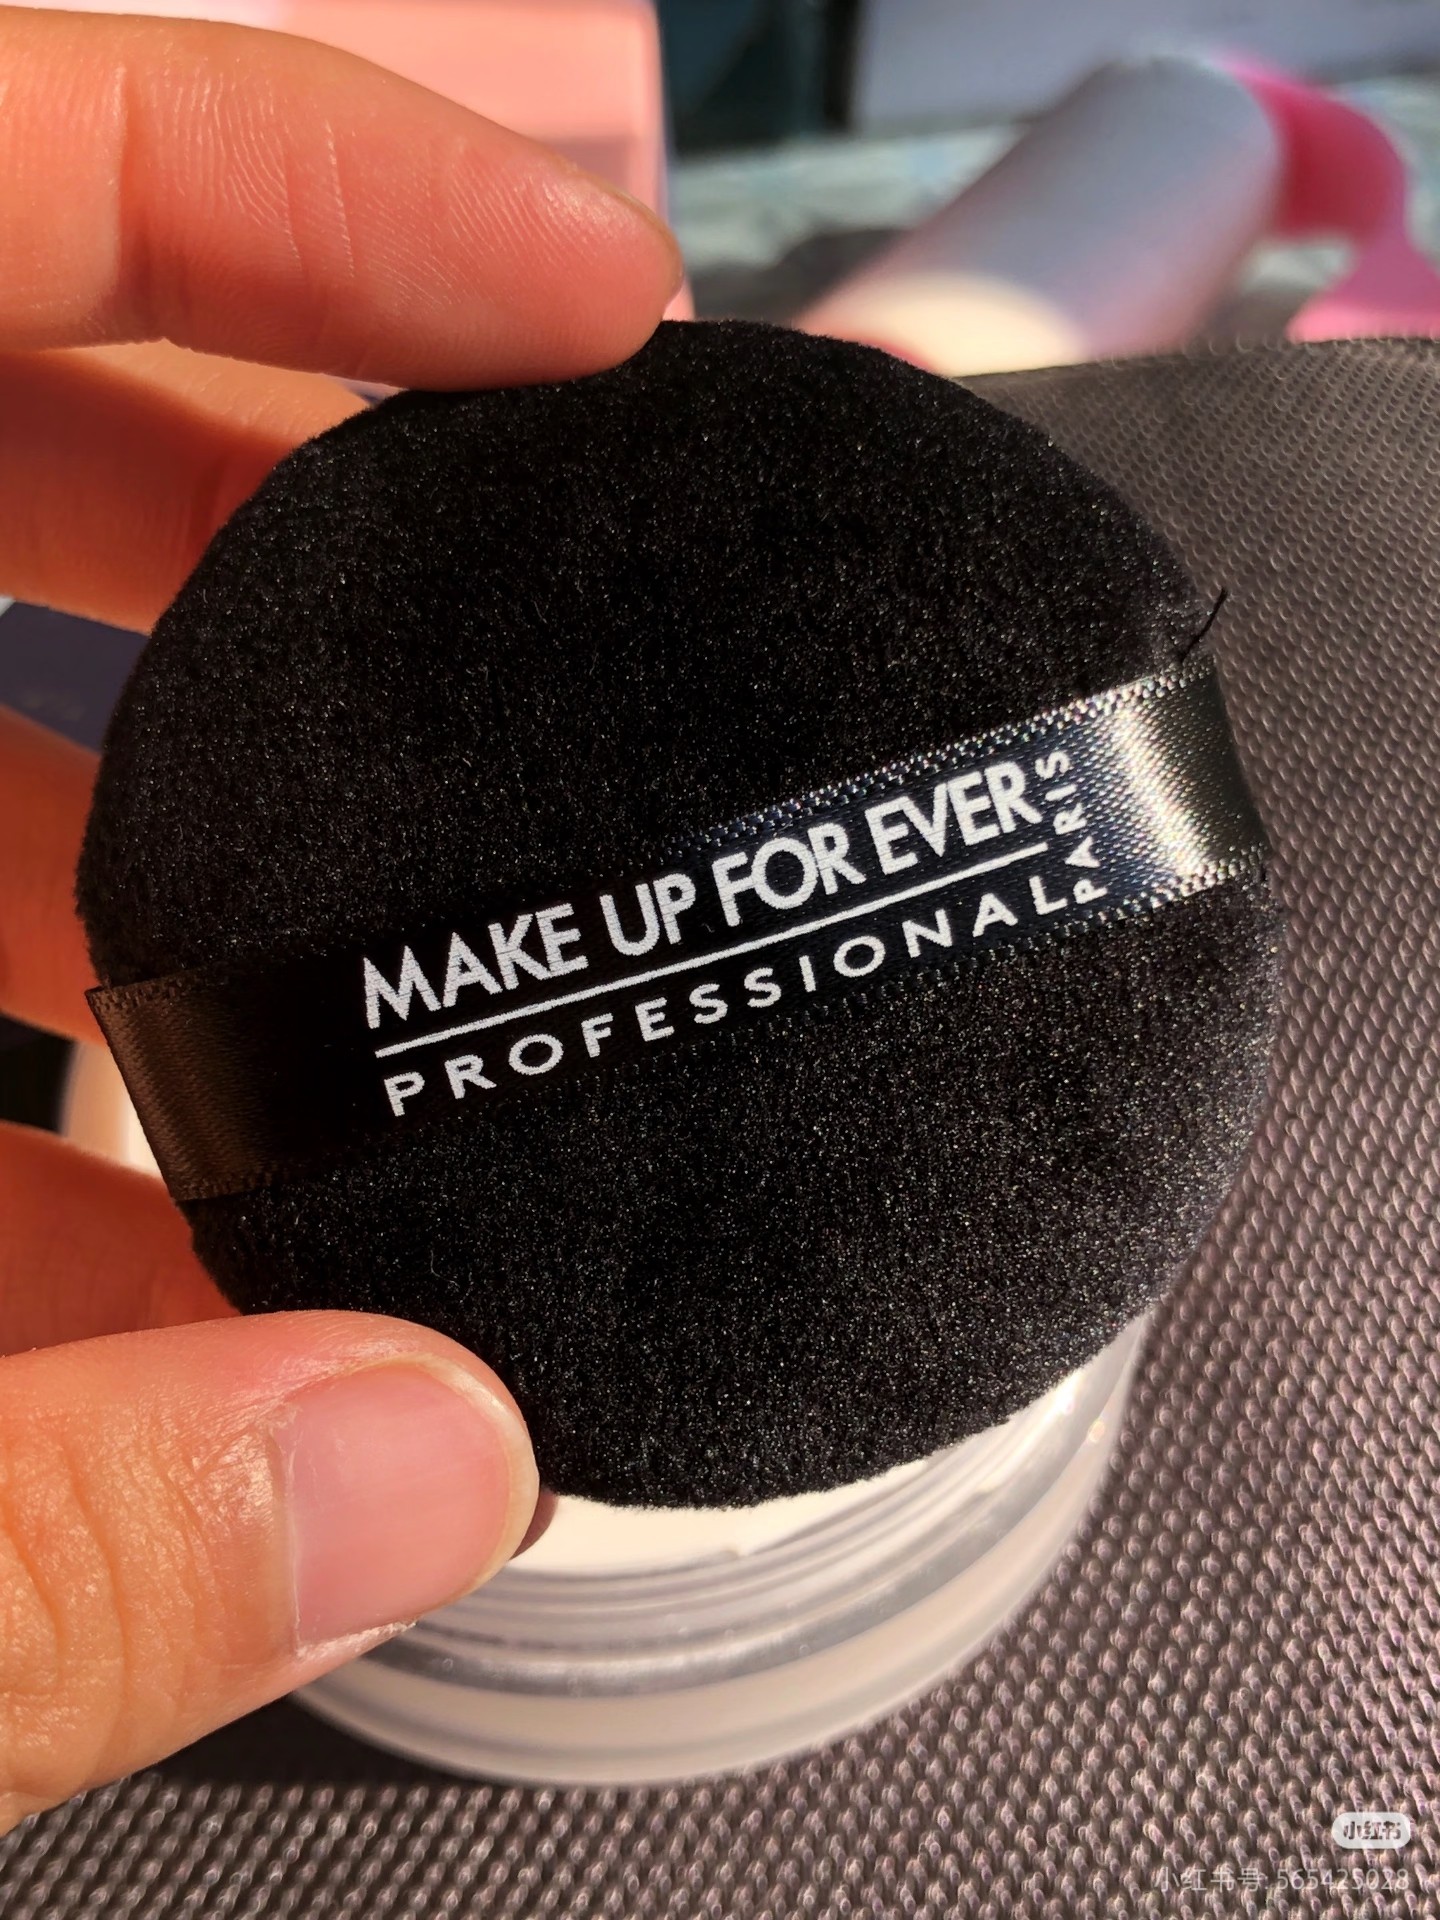 MAKE UP FOR EVER
PARIS
PROFESSIONAL
小红书
小红书号: 565425028